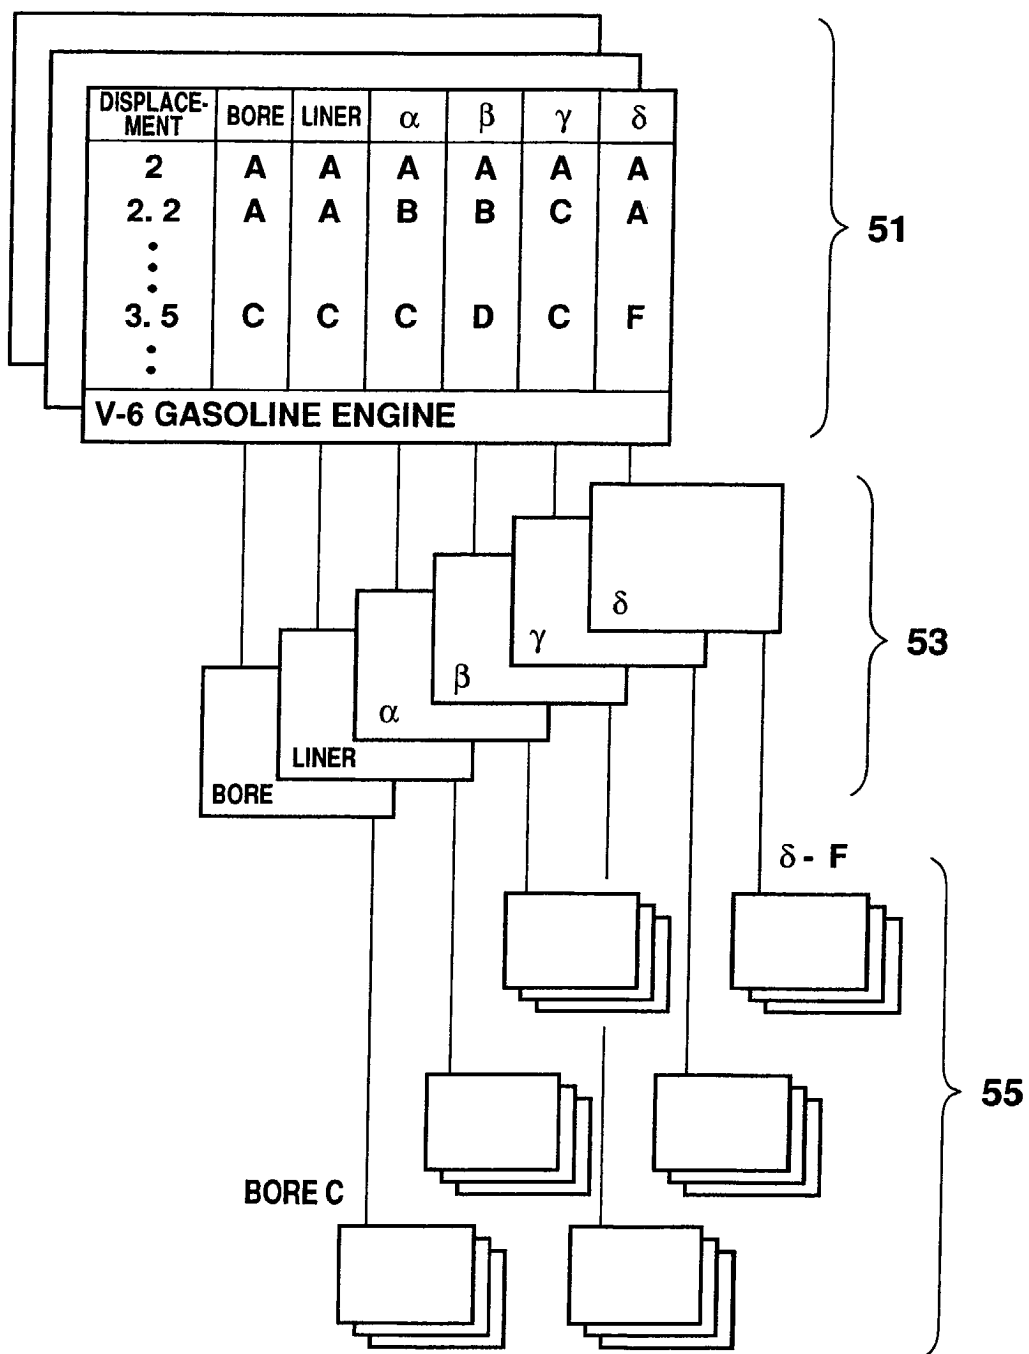 DISPLACE-
MENT BORE LINER α β γ δ
2 A A A A A A
2. 2 A A B B C A
3. 5 C C C D C F
V-6 GASOLINE ENGINE
51
δ
γ
β
α
LINER
BORE
53
δ - F
55
BORE C